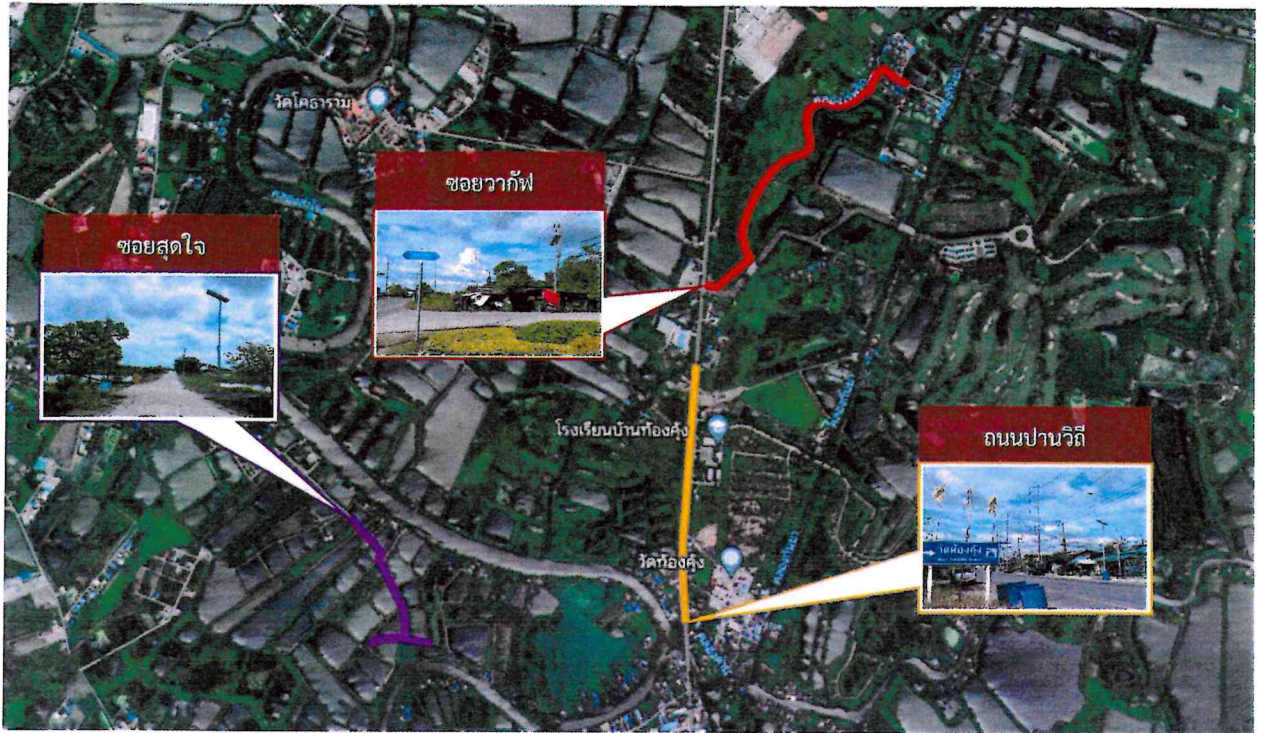 วัดโคธาราม
ซอยวากัฟ
ซอยสุดใจ
โรงเรียนบ้านท้องคุ้ง
ถนนปานวิถี
วัดท้องคุ้ง
วัดท้องคุ้ง